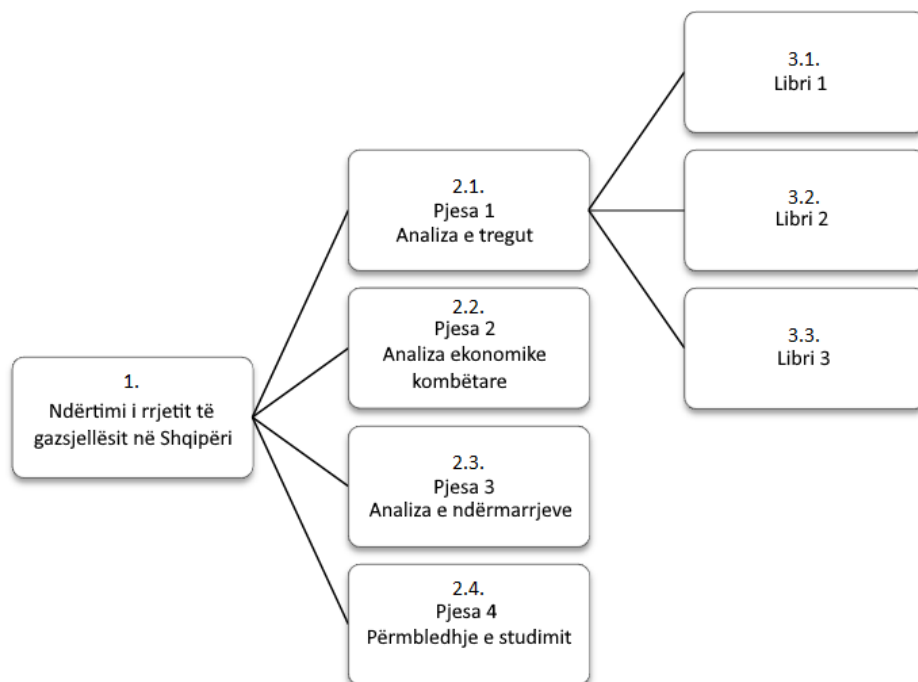 1.
Ndërtimi i rrjetit të
gazsjellësit në Shqipëri
2.1.
Pjesa 1
Analiza e tregut
2.2.
Pjesa 2
Analiza ekonomike
kombëtare
2.3.
Pjesa 3
Analiza e ndërmarrjeve
2.4.
Pjesa 4
Përmbledhje e studimit
3.1.
Libri 1
3.2.
Libri 2
3.3.
Libri 3